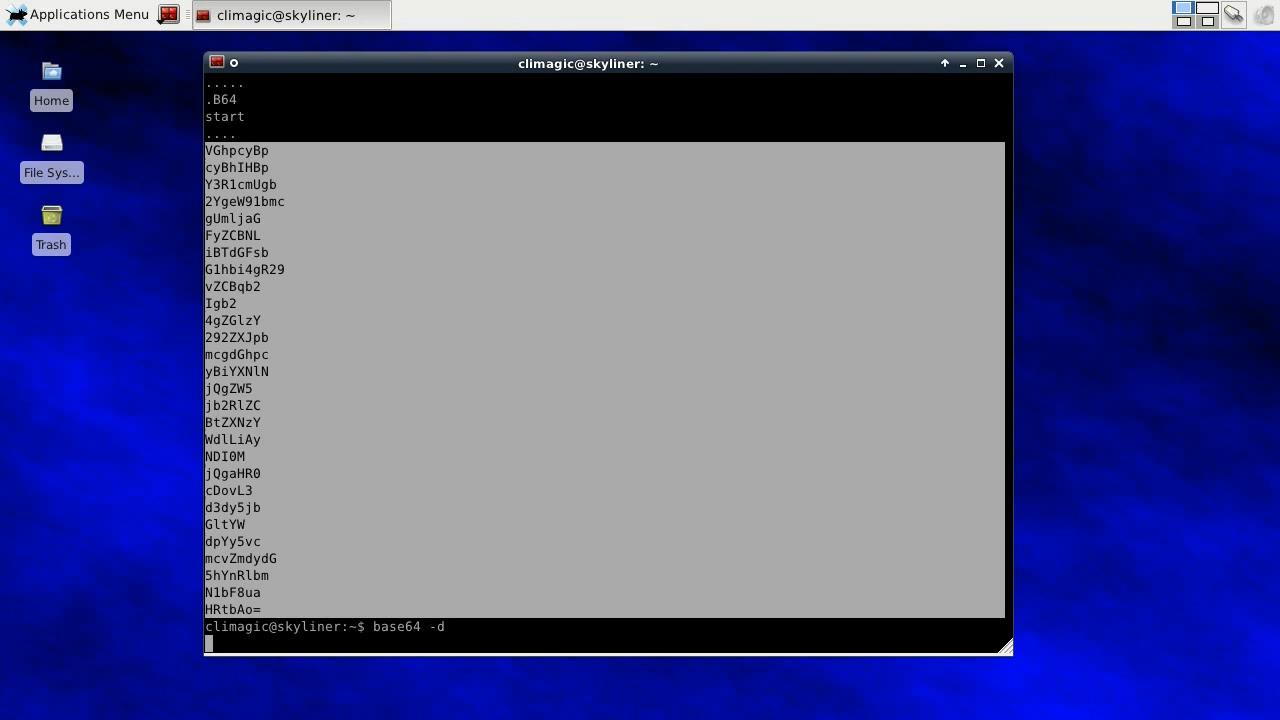 Applications Menu
climagic@skyliner: ~
Home
File Sys...
Trash
climagic@skyliner: ~
.....
.B64
start
....
VGhpcyBp
cyBhIHBp
Y3R1cmUgb
2YgeW91bmc
gUmljaG
FyZCBNL
iBTdGFsb
G1hbi4gR29
vZCBqb2
Igb2
4gZGlzY
292ZXJpb
mcgdGhpc
yBiYXNlN
jQgZW5
jb2RlZC
BtZXNzY
WdlLiAy
NDI0M
jQgaHR0
cDovL3
d3dy5jb
GltYW
dpYy5vc
mcvZmdydG
5hYnRlbm
N1bF8ua
HRtbAo=
climagic@skyliner:~$ base64 -d